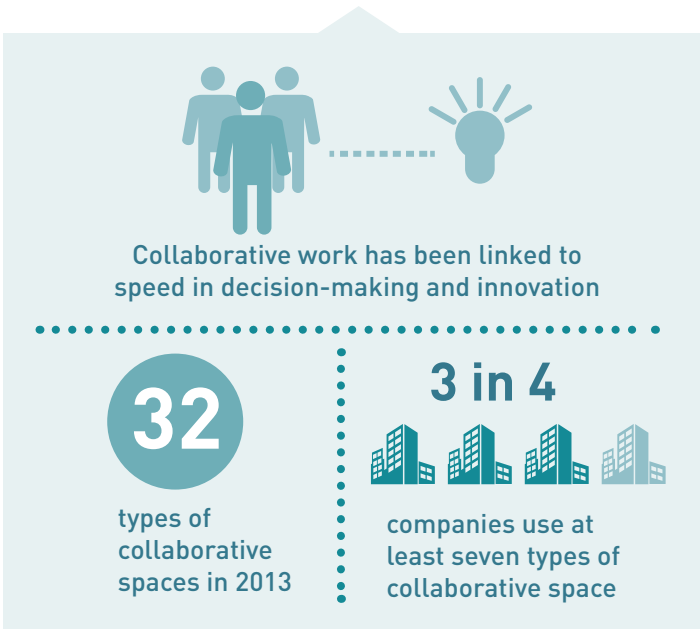 Collaborative work has been linked to
speed in decision-making and innovation
32
types of
collaborative
spaces in 2013
3 in 4
companies use at
least seven types of
collaborative space